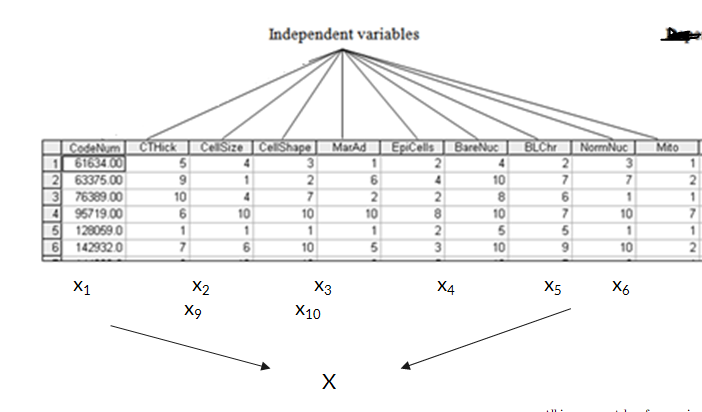 Independent variables
CodeNum CTHick CellSize CellShape MarAd EpiCells BareNuc BLChr NormNuc Mito
1 61634.00 5 4 3 1 2 4 2 3 1
2 63375.00 9 1 2 6 4 10 7 7 2
3 76389.00 10 4 7 2 2 8 6 1 1
4 95719.00 6 10 10 10 8 10 7 10 7
5 128059.0 1 1 1 1 2 5 5 1 1
6 142932.0 7 6 10 5 3 10 9 10 2
x₁ x₂ x₃ x₄ x₅ x₆
x₉ x₁₀
X